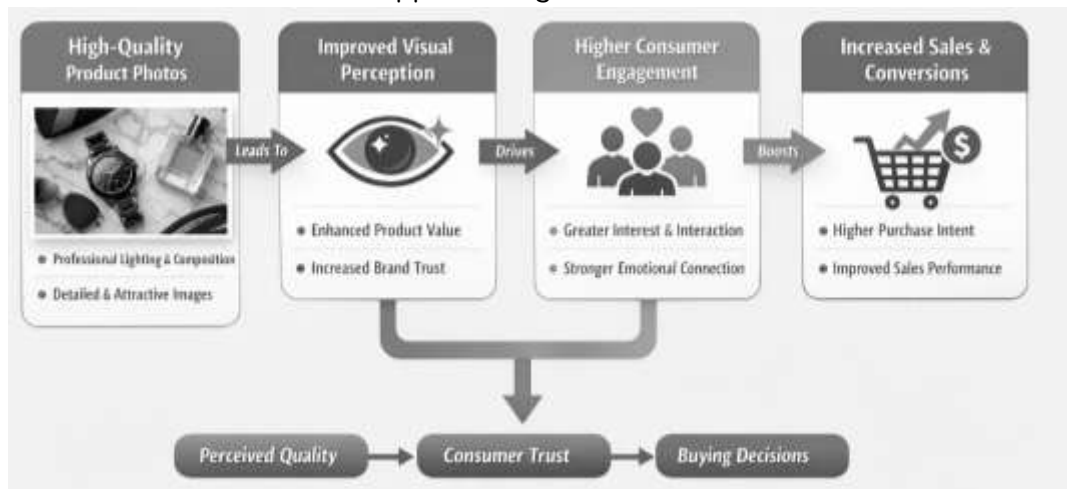 High-Quality
Product Photos
Professional Lighting & Composition
Detailed & Attractive Images
Leads To
Improved Visual
Perception
Enhanced Product Value
Increased Brand Trust
Drives
Higher Consumer
Engagement
Greater Interest & Interaction
Stronger Emotional Connection
Boosts
Increased Sales &
Conversions
$
Higher Purchase Intent
Improved Sales Performance
Perceived Quality
Consumer Trust
Buying Decisions